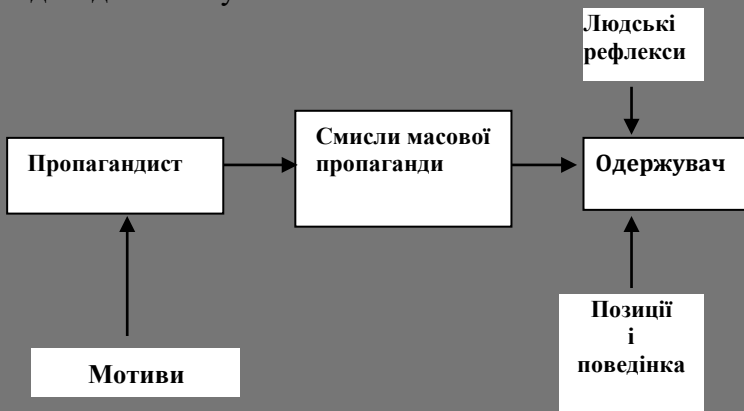 Людські
рефлекси
Пропагандист
Смисли масової
пропаганди
Одержувач
Мотиви
Позиції
і
поведінка